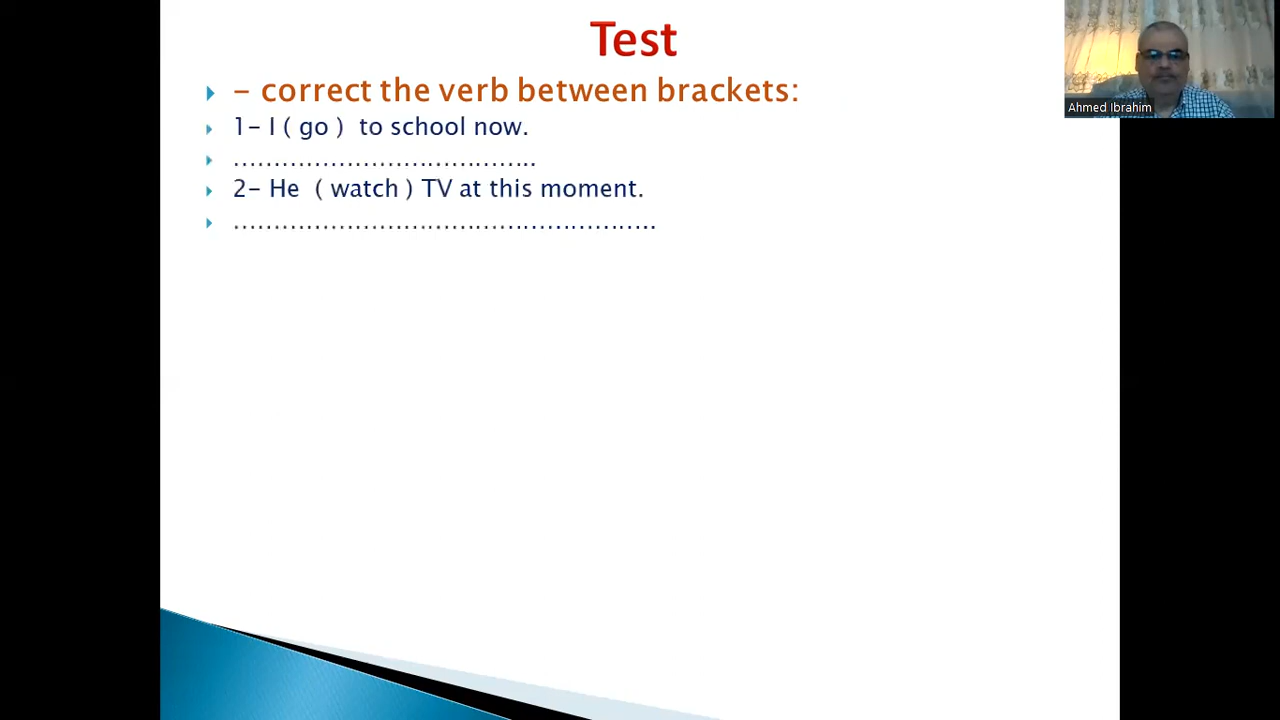 Test
- correct the verb between brackets:
1- I ( go )  to school now.
…………………………………..
2- He  ( watch ) TV at this moment.
…………………………………………………..
Ahmed Ibrahim